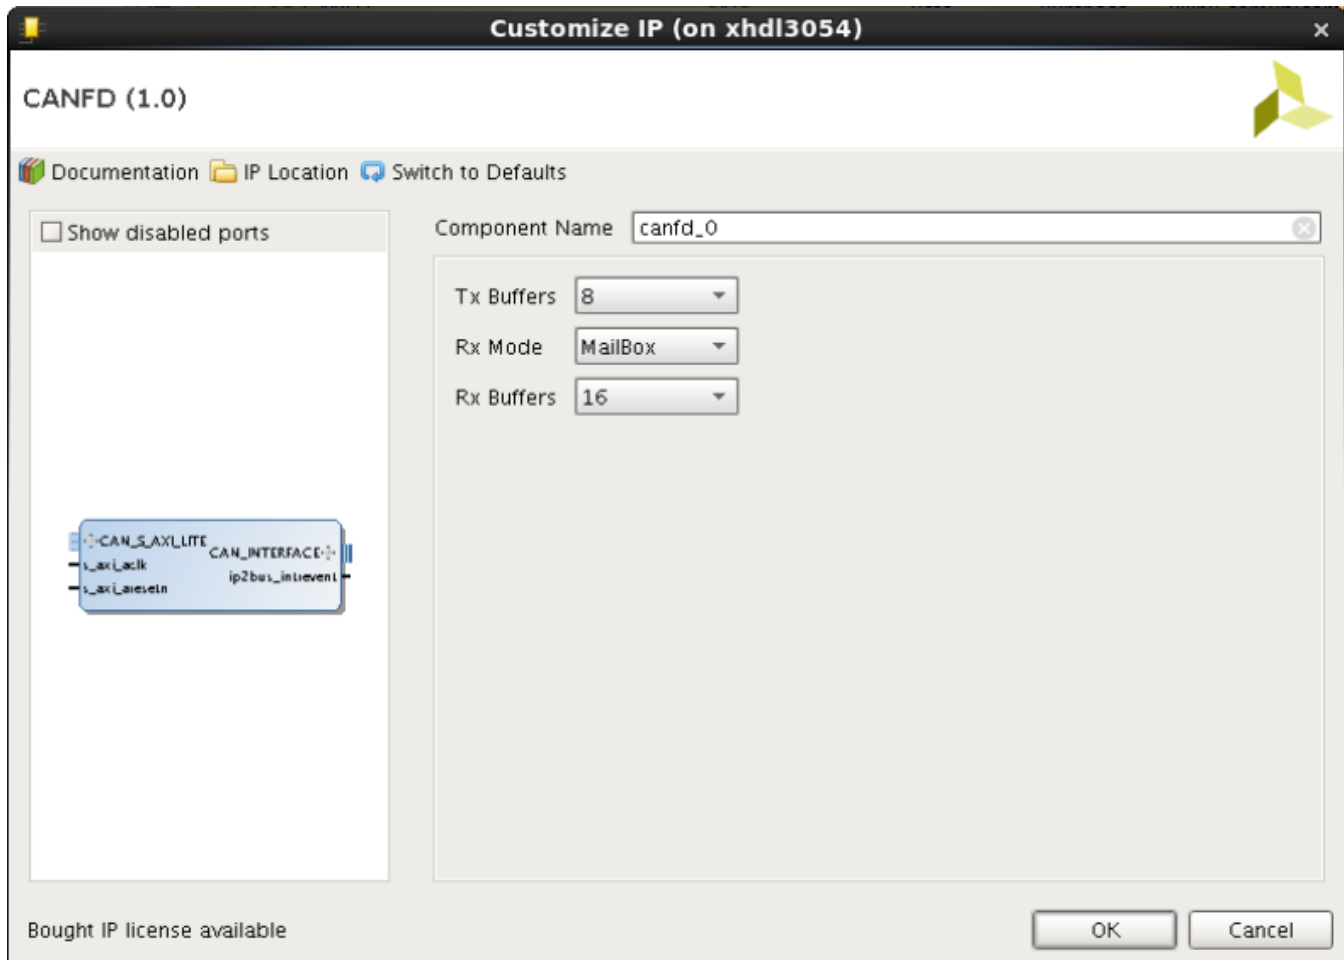 Customize IP (on xhdl3054)
CANFD (1.0)
Documentation IP Location Switch to Defaults
Show disabled ports
Component Name canfd_0
Tx Buffers 8
Rx Mode MailBox
Rx Buffers 16
CAN_S_AXI_LITE
s_axi_aclk
s_axi_aresetn
CAN_INTERFACE
ip2bus_intrevent
Bought IP license available
OK Cancel